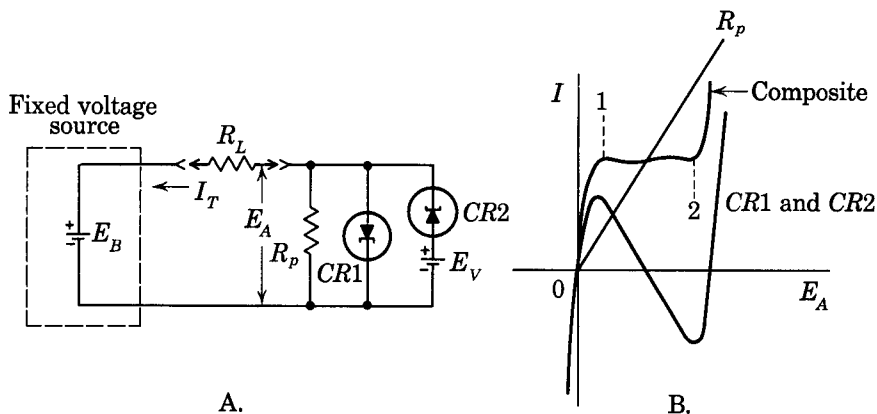 Fixed voltage
source
R_L
I_T
E_B
E_A
R_p
CR1
CR2
E_V
+
-
+
-
A.
I
R_p
1
Composite
2
CR1 and CR2
0
E_A
B.